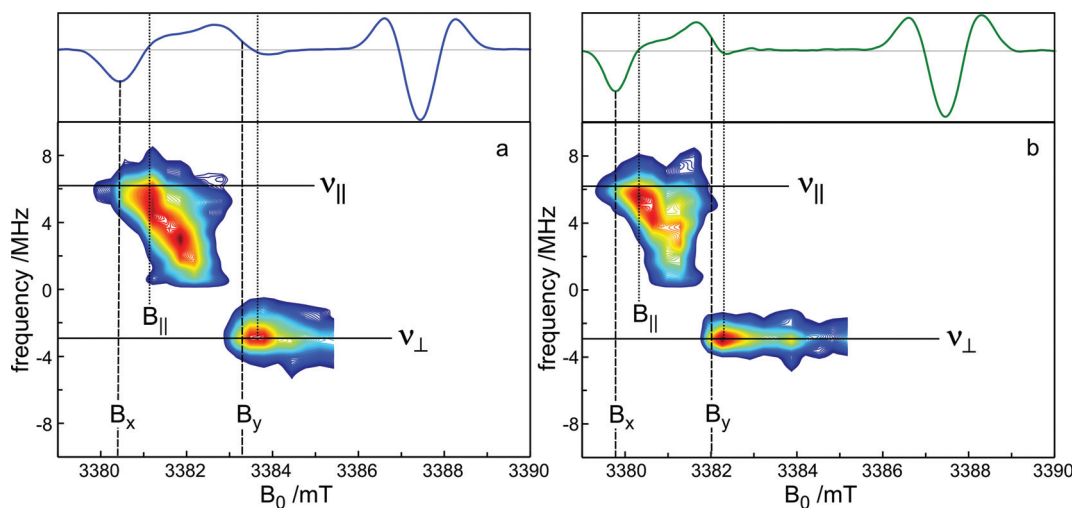 a
b
8
4
0
-4
-8
frequency /MHz
ν||
B||
ν⊥
Bx
By
3380 3382 3384 3386 3388 3390
B0 /mT
8
4
0
-4
-8
frequency /MHz
ν||
B||
ν⊥
Bx
By
3380 3382 3384 3386 3388 3390
B0 /mT